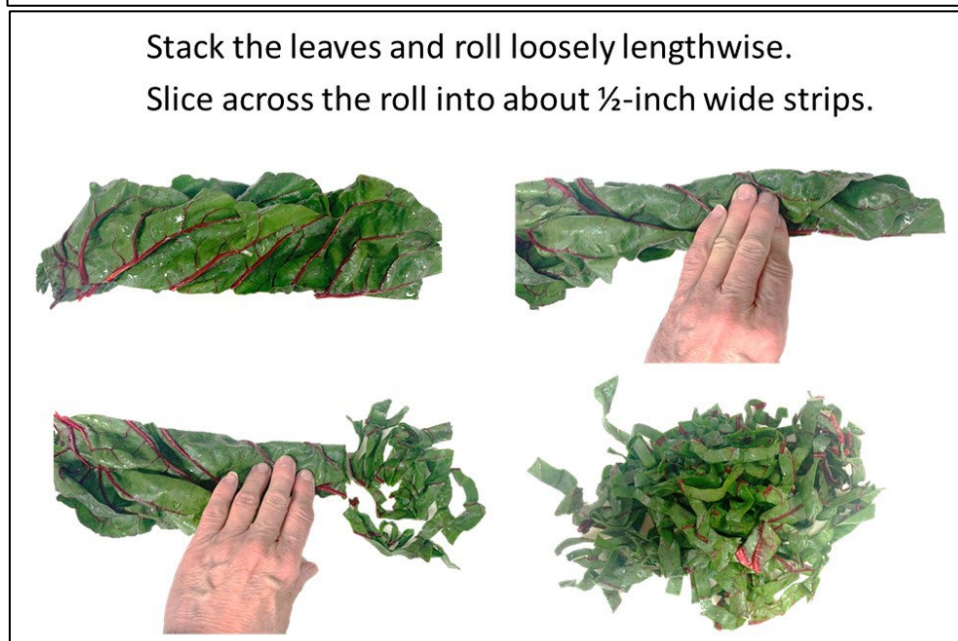 Stack the leaves and roll loosely lengthwise.
Slice across the roll into about ½-inch wide strips.